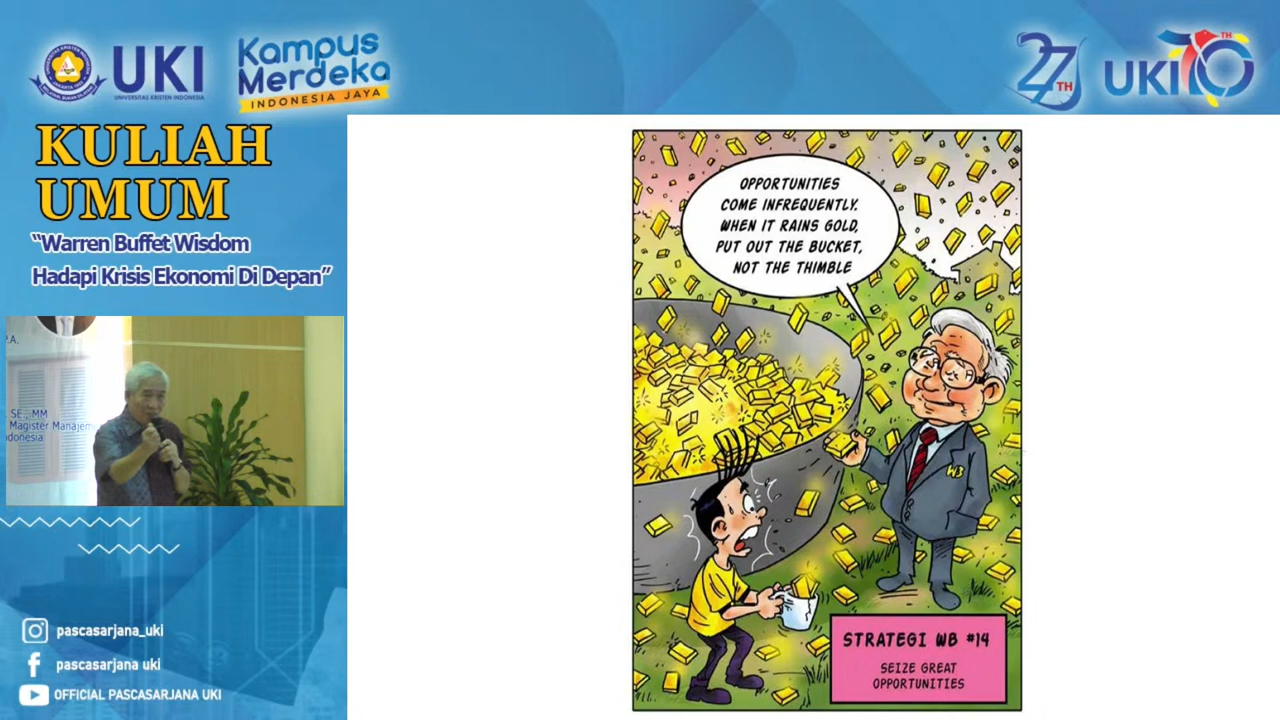 UKI
UNIVERSITAS KRISTEN INDONESIA
Kampus
Merdeka
INDONESIA JAYA
27TH
UKI 70TH
KULIAH
UMUM
"Warren Buffet Wisdom
Hadapi Krisis Ekonomi Di Depan"
P.A.
SE., MM
Magister Manajem
ndonesia
pascasarjana_uki
pascasarjana uki
OFFICIAL PASCASARJANA UKI
OPPORTUNITIES
COME INFREQUENTLY.
WHEN IT RAINS GOLD,
PUT OUT THE BUCKET,
NOT THE THIMBLE
WB
STRATEGI WB #14
SEIZE GREAT
OPPORTUNITIES